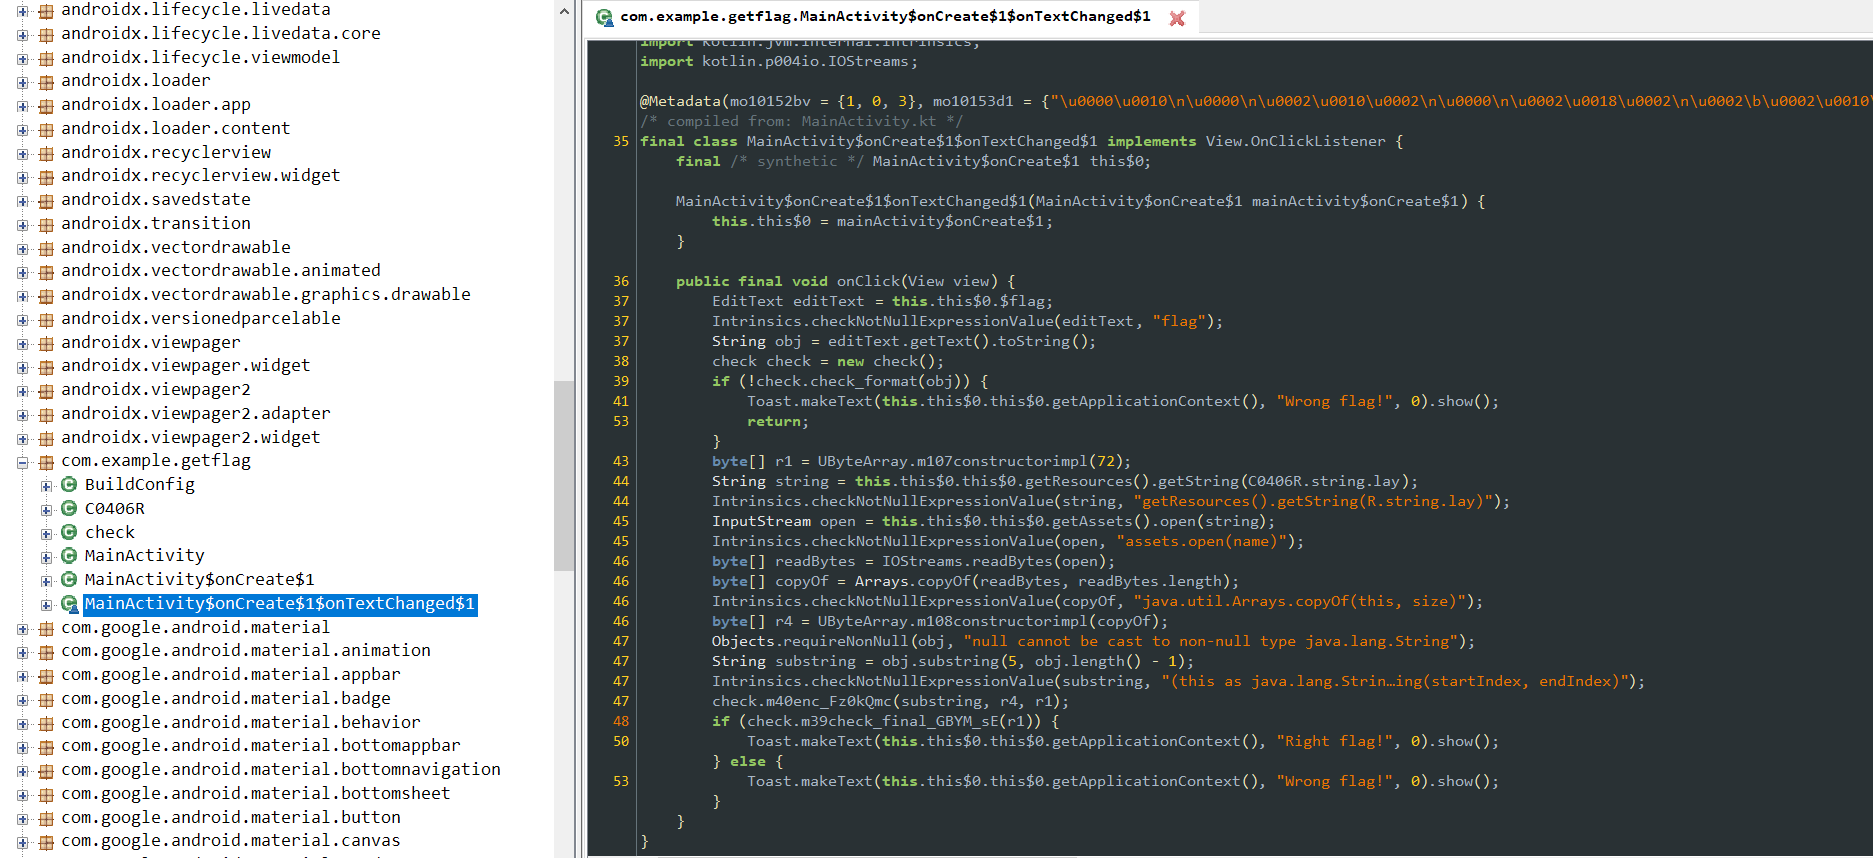 androidx.lifecycle.livedata
androidx.lifecycle.livedata.core
androidx.lifecycle.viewmodel
androidx.loader
androidx.loader.app
androidx.loader.content
androidx.recyclerview
androidx.recyclerview.widget
androidx.savedstate
androidx.transition
androidx.vectordrawable
androidx.vectordrawable.animated
androidx.vectordrawable.graphics.drawable
androidx.versionedparcelable
androidx.viewpager
androidx.viewpager.widget
androidx.viewpager2
androidx.viewpager2.adapter
androidx.viewpager2.widget
com.example.getflag
BuildConfig
C0406R
check
MainActivity
MainActivity$onCreate$1
MainActivity$onCreate$1$onTextChanged$1
com.google.android.material
com.google.android.material.animation
com.google.android.material.appbar
com.google.android.material.badge
com.google.android.material.behavior
com.google.android.material.bottomappbar
com.google.android.material.bottomnavigation
com.google.android.material.bottomsheet
com.google.android.material.button
com.google.android.material.canvas
com.example.getflag.MainActivity$onCreate$1$onTextChanged$1
import kotlin.jvm.internal.Intrinsics;
import kotlin.p004io.IOStreams;
@Metadata(mo10152bv = {1, 0, 3}, mo10153d1 = {"\u0000\u0010\n\u0000\n\u0002\u0010\u0002\n\u0000\n\u0002\u0018\u0002\n\u0002\b\u0002\u0010\
/* compiled from: MainActivity.kt */
35 final class MainActivity$onCreate$1$onTextChanged$1 implements View.OnClickListener {
final /* synthetic */ MainActivity$onCreate$1 this$0;
MainActivity$onCreate$1$onTextChanged$1(MainActivity$onCreate$1 mainActivity$onCreate$1) {
this.this$0 = mainActivity$onCreate$1;
}
36 public final void onClick(View view) {
37 EditText editText = this.this$0.$flag;
37 Intrinsics.checkNotNullExpressionValue(editText, "flag");
37 String obj = editText.getText().toString();
38 check check = new check();
39 if (!check.check_format(obj)) {
41 Toast.makeText(this.this$0.this$0.getApplicationContext(), "Wrong flag!", 0).show();
53 return;
}
43 byte[] r1 = UByteArray.m107constructorimpl(72);
44 String string = this.this$0.this$0.getResources().getString(C0406R.string.lay);
44 Intrinsics.checkNotNullExpressionValue(string, "getResources().getString(R.string.lay)");
45 InputStream open = this.this$0.this$0.getAssets().open(string);
45 Intrinsics.checkNotNullExpressionValue(open, "assets.open(name)");
46 byte[] readBytes = IOStreams.readBytes(open);
46 byte[] copyOf = Arrays.copyOf(readBytes, readBytes.length);
46 Intrinsics.checkNotNullExpressionValue(copyOf, "java.util.Arrays.copyOf(this, size)");
46 byte[] r4 = UByteArray.m108constructorimpl(copyOf);
47 Objects.requireNonNull(obj, "null cannot be cast to non-null type java.lang.String");
47 String substring = obj.substring(5, obj.length() - 1);
47 Intrinsics.checkNotNullExpressionValue(substring, "(this as java.lang.Strin…ing(startIndex, endIndex)");
47 check.m40enc_Fz0kQmc(substring, r4, r1);
48 if (check.m39check_final_GBYM_sE(r1)) {
50 Toast.makeText(this.this$0.this$0.getApplicationContext(), "Right flag!", 0).show();
} else {
53 Toast.makeText(this.this$0.this$0.getApplicationContext(), "Wrong flag!", 0).show();
}
}
}